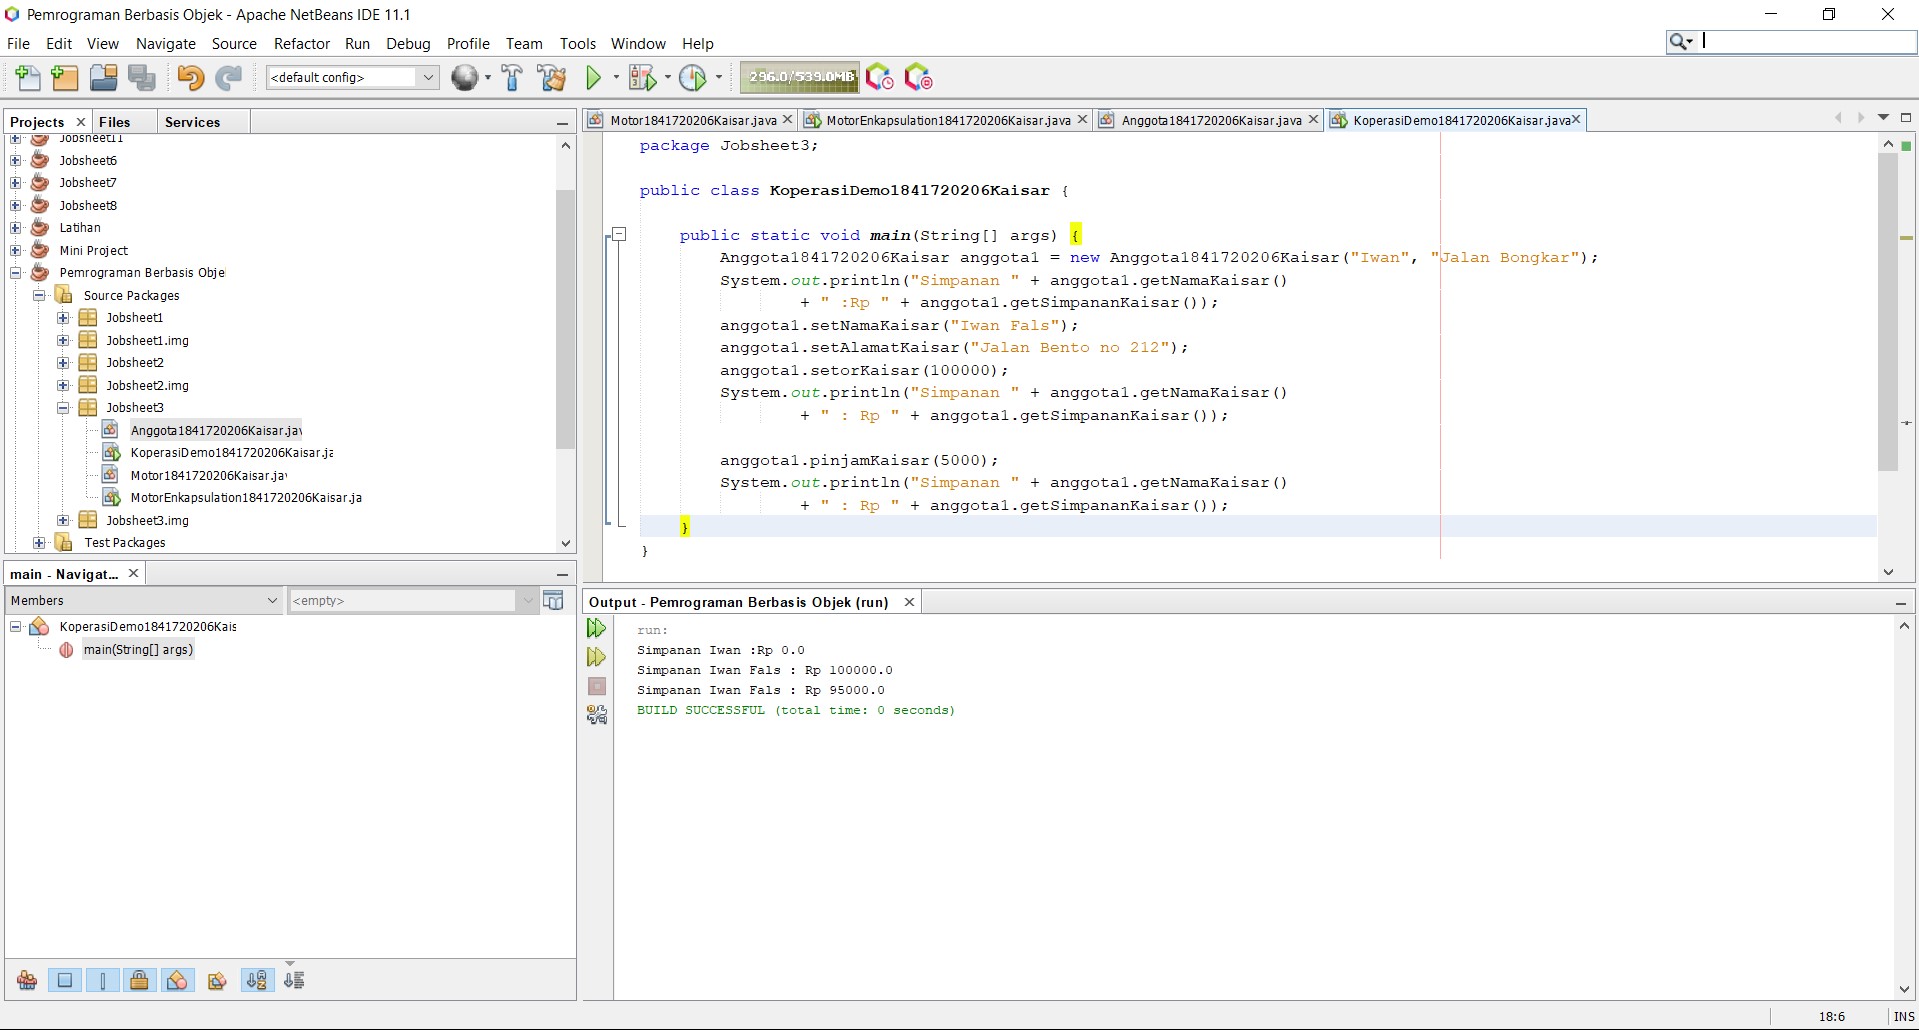 Pemrograman Berbasis Objek - Apache NetBeans IDE 11.1
File Edit View Navigate Source Refactor Run Debug Profile Team Tools Window Help
<default config>
296.0/539.0MB
Projects Files Services
Jobsheet11
Jobsheet6
Jobsheet7
Jobsheet8
Latihan
Mini Project
Pemrograman Berbasis Obje
Source Packages
Jobsheet1
Jobsheet1.img
Jobsheet2
Jobsheet2.img
Jobsheet3
Anggota1841720206Kaisar.jav
KoperasiDemo1841720206Kaisar.ja
Motor1841720206Kaisar.jav
MotorEnkapsulation1841720206Kaisar.ja
Jobsheet3.img
Test Packages
main - Navigat...
Members
<empty>
KoperasiDemo1841720206Kais
main(String[] args)
Motor1841720206Kaisar.java MotorEnkapsulation1841720206Kaisar.java Anggota1841720206Kaisar.java KoperasiDemo1841720206Kaisar.java
package Jobsheet3;
public class KoperasiDemo1841720206Kaisar {
public static void main(String[] args) {
Anggota1841720206Kaisar anggota1 = new Anggota1841720206Kaisar("Iwan", "Jalan Bongkar");
System.out.println("Simpanan " + anggota1.getNamaKaisar()
+ " :Rp " + anggota1.getSimpananKaisar());
anggota1.setNamaKaisar("Iwan Fals");
anggota1.setAlamatKaisar("Jalan Bento no 212");
anggota1.setorKaisar(100000);
System.out.println("Simpanan " + anggota1.getNamaKaisar()
+ " : Rp " + anggota1.getSimpananKaisar());
anggota1.pinjamKaisar(5000);
System.out.println("Simpanan " + anggota1.getNamaKaisar()
+ " : Rp " + anggota1.getSimpananKaisar());
}
}
Output - Pemrograman Berbasis Objek (run)
run:
Simpanan Iwan :Rp 0.0
Simpanan Iwan Fals : Rp 100000.0
Simpanan Iwan Fals : Rp 95000.0
BUILD SUCCESSFUL (total time: 0 seconds)
18:6 INS